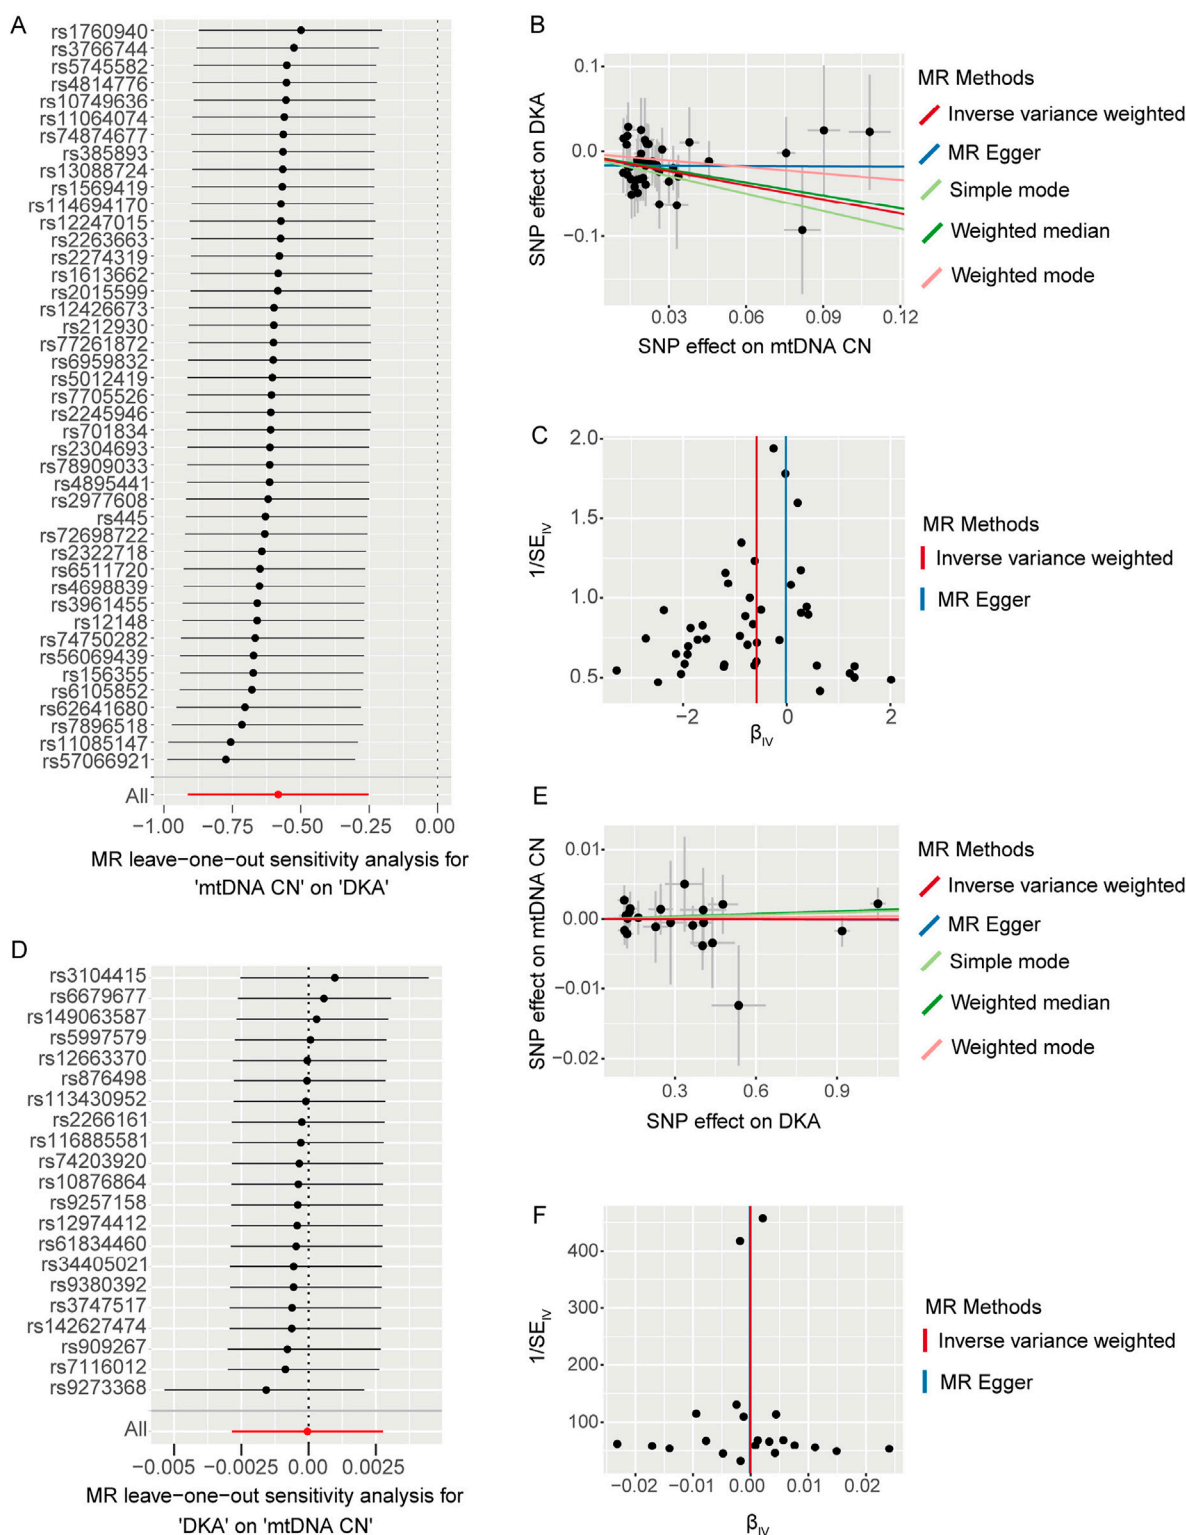 A
rs1760940
rs3766744
rs5745582
rs4814776
rs10749636
rs11064074
rs74874677
rs385893
rs13088724
rs1569419
rs114694170
rs12247015
rs2263663
rs2274319
rs1613662
rs2015599
rs12426673
rs212930
rs77261872
rs6959832
rs5012419
rs7705526
rs2245946
rs701834
rs2304693
rs78909033
rs4895441
rs2977608
rs445
rs72698722
rs2322718
rs6511720
rs4698839
rs3961455
rs12148
rs74750282
rs56069439
rs156355
rs6105852
rs62641680
rs7896518
rs11085147
rs57066921
All
−1.00 −0.75 −0.50 −0.25 0.00
MR leave−one−out sensitivity analysis for
'mtDNA CN' on 'DKA'
B
SNP effect on DKA
0.1
0.0
−0.1
0.03 0.06 0.09 0.12
SNP effect on mtDNA CN
MR Methods
Inverse variance weighted
MR Egger
Simple mode
Weighted median
Weighted mode
C
1/SE_IV
2.0
1.5
1.0
0.5
−2 0 2
β_IV
MR Methods
Inverse variance weighted
MR Egger
D
rs3104415
rs6679677
rs149063587
rs5997579
rs12663370
rs876498
rs113430952
rs2266161
rs116885581
rs74203920
rs10876864
rs9257158
rs12974412
rs61834460
rs34405021
rs9380392
rs3747517
rs142627474
rs909267
rs7116012
rs9273368
All
−0.005 −0.0025 0.00 0.0025
MR leave−one−out sensitivity analysis for
'DKA' on 'mtDNA CN'
E
SNP effect on mtDNA CN
0.01
0.00
−0.01
−0.02
0.3 0.6 0.9
SNP effect on DKA
MR Methods
Inverse variance weighted
MR Egger
Simple mode
Weighted median
Weighted mode
F
1/SE_IV
400
300
200
100
−0.02 −0.01 0.00 0.01 0.02
β_IV
MR Methods
Inverse variance weighted
MR Egger